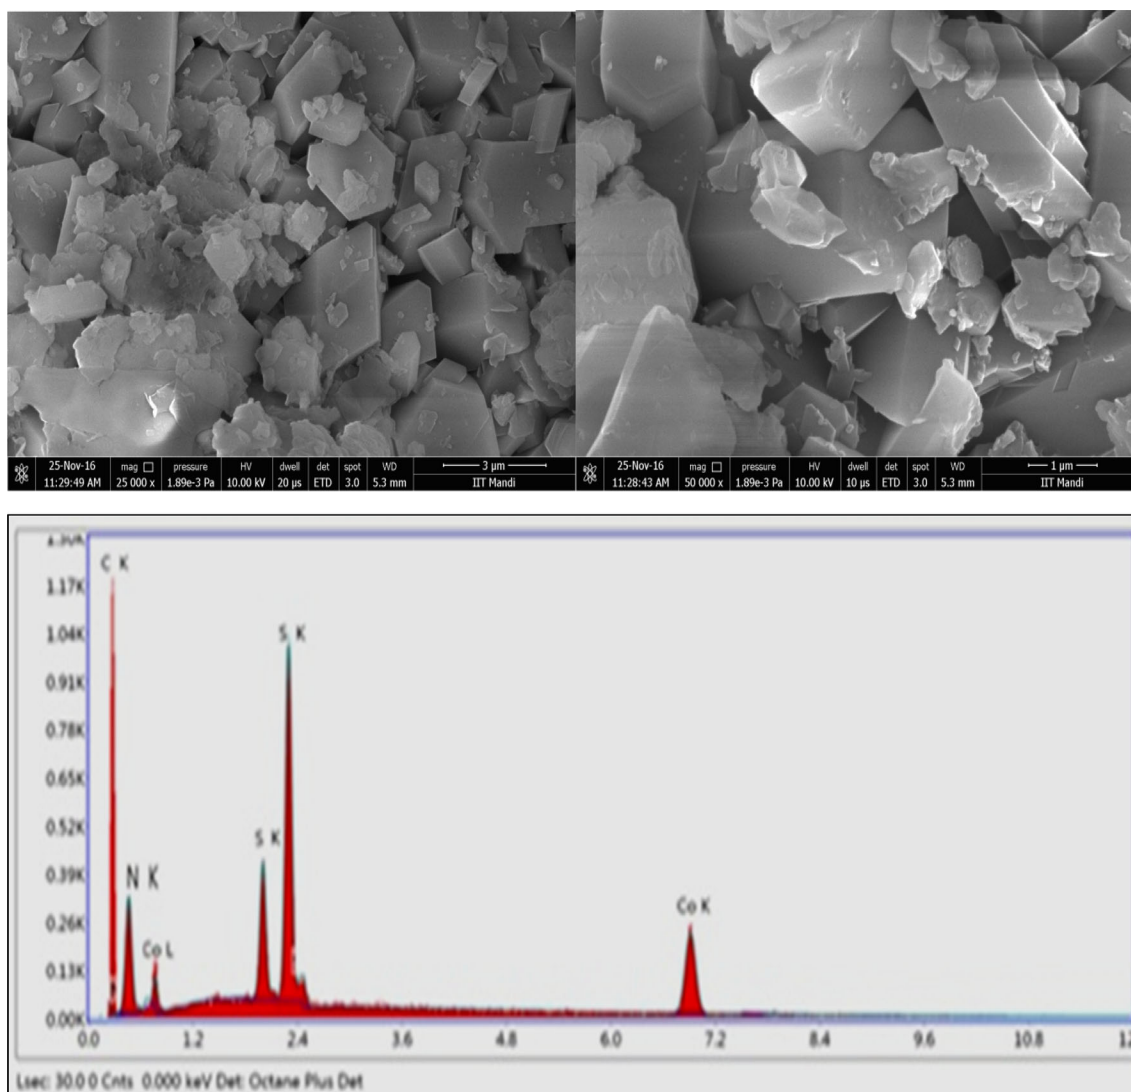 25-Nov-16 mag □ pressure HV dwell det spot WD 3 µm
11:29:49 AM 25 000 x 1.89e-3 Pa 10.00 kV 20 µs ETD 3.0 5.3 mm IIT Mandi
25-Nov-16 mag □ pressure HV dwell det spot WD 1 µm
11:28:43 AM 50 000 x 1.89e-3 Pa 10.00 kV 10 µs ETD 3.0 5.3 mm IIT Mandi
1.30K
C K
1.17K
1.04K
S K
0.91K
0.78K
0.65K
0.52K
S K
0.39K
N K
Co K
0.26K
Co L
0.13K
0.00K
0.0 1.2 2.4 3.6 4.8 6.0 7.2 8.4 9.6 10.8
Lsec: 30.0 0 Cnts 0.000 keV Det: Octane Plus Det